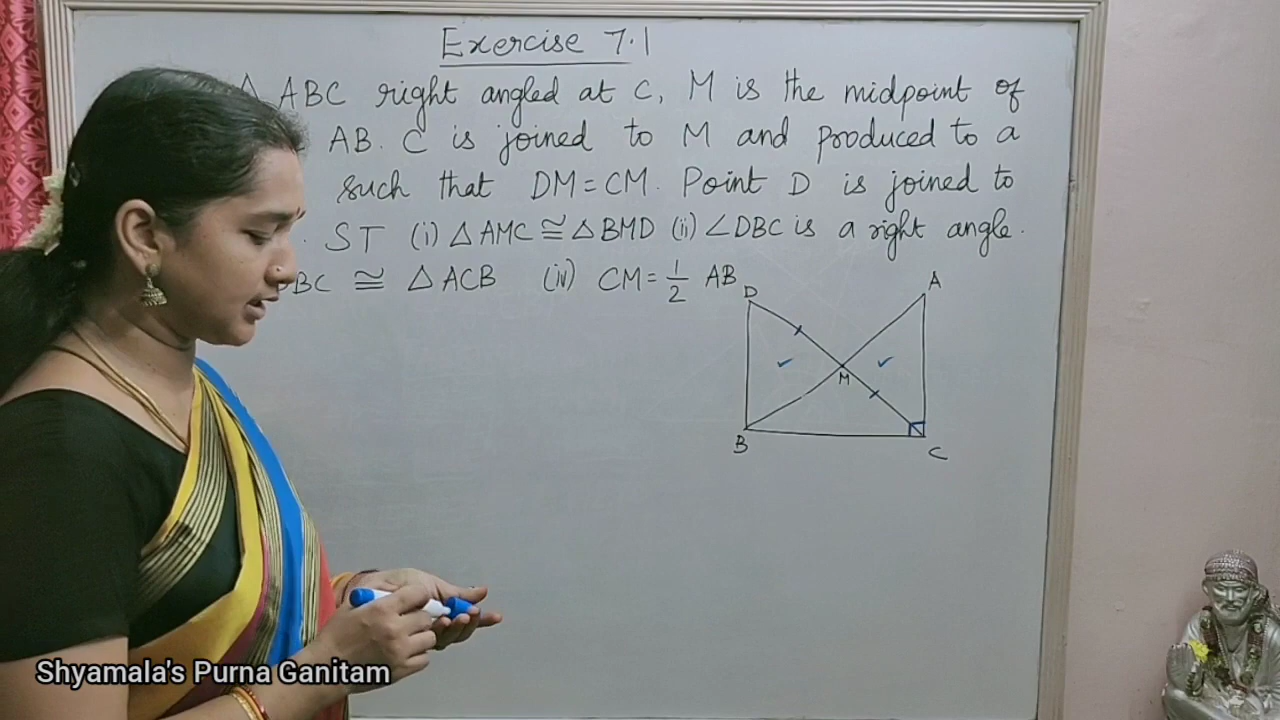 Exercise 7.1
△ ABC right angled at C, M is the midpoint of
AB. C is joined to M and produced to a
such that DM = CM. Point D is joined to
. ST (i) △AMC ≅ △BMD (ii) ∠DBC is a right angle.
BC ≅ △ACB (iv) CM = 1/2 AB
D A
M
B C
Shyamala's Purna Ganitam